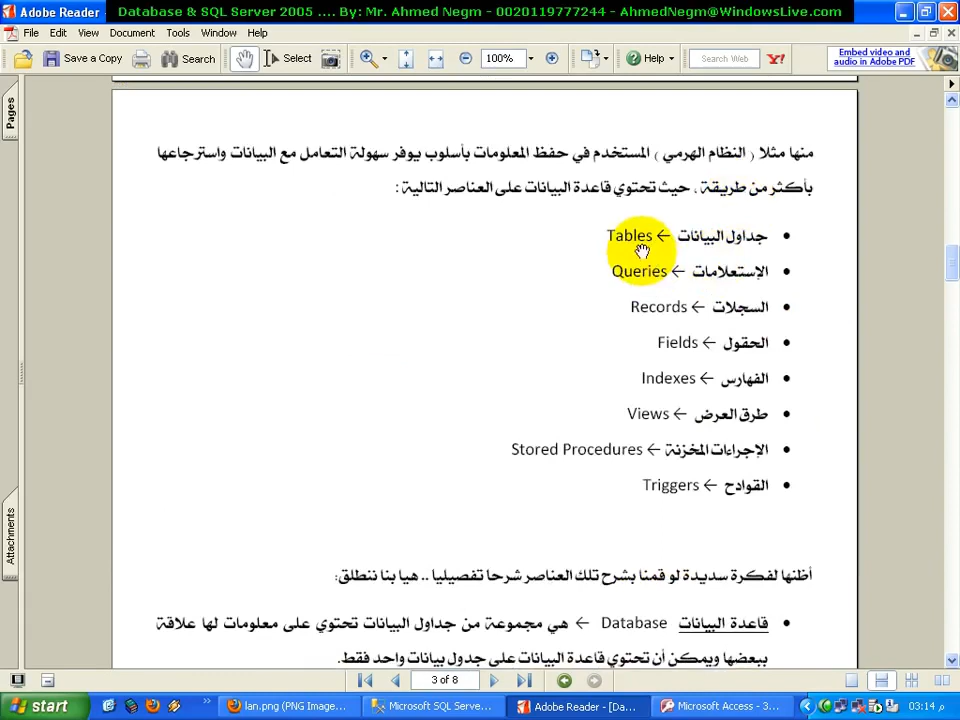 Adobe Reader
Database & SQL Server 2005 .... By: Mr. Ahmed Negm - 0020119777244 - AhmedNegm@WindowsLive.com
File Edit View Document Tools Window Help
Save a Copy Search Select 100% Help Search Web Y!
Embed video and
audio in Adobe PDF
Pages
منها مثلا ( النظام الهرمي ) المستخدم في حفظ المعلومات بأسلوب يوفر سهولة التعامل مع البيانات واسترجاعها
بأكثر من طريقة ، حيث تحتوي قاعدة البيانات على العناصر التالية :
• جداول البيانات ← Tables
• الإستعلامات ← Queries
• السجلات ← Records
• الحقول ← Fields
• الفهارس ← Indexes
• طرق العرض ← Views
• الإجراءات المخزنة ← Stored Procedures
• القوادح ← Triggers
أظنها لفكرة سديدة لو قمنا بشرح تلك العناصر شرحا تفصيليا .. هيا بنا ننطلق:
• قاعدة البيانات Database ← هي مجموعة من جداول البيانات تحتوي على معلومات لها علاقة
ببعضها ويمكن أن تحتوي قاعدة البيانات على جدول بيانات واحد فقط.
Attachments
3 of 8
start
lan.png (PNG Image...
Microsoft SQL Serve...
Adobe Reader - [Da...
Microsoft Access - 3...
03:14 م